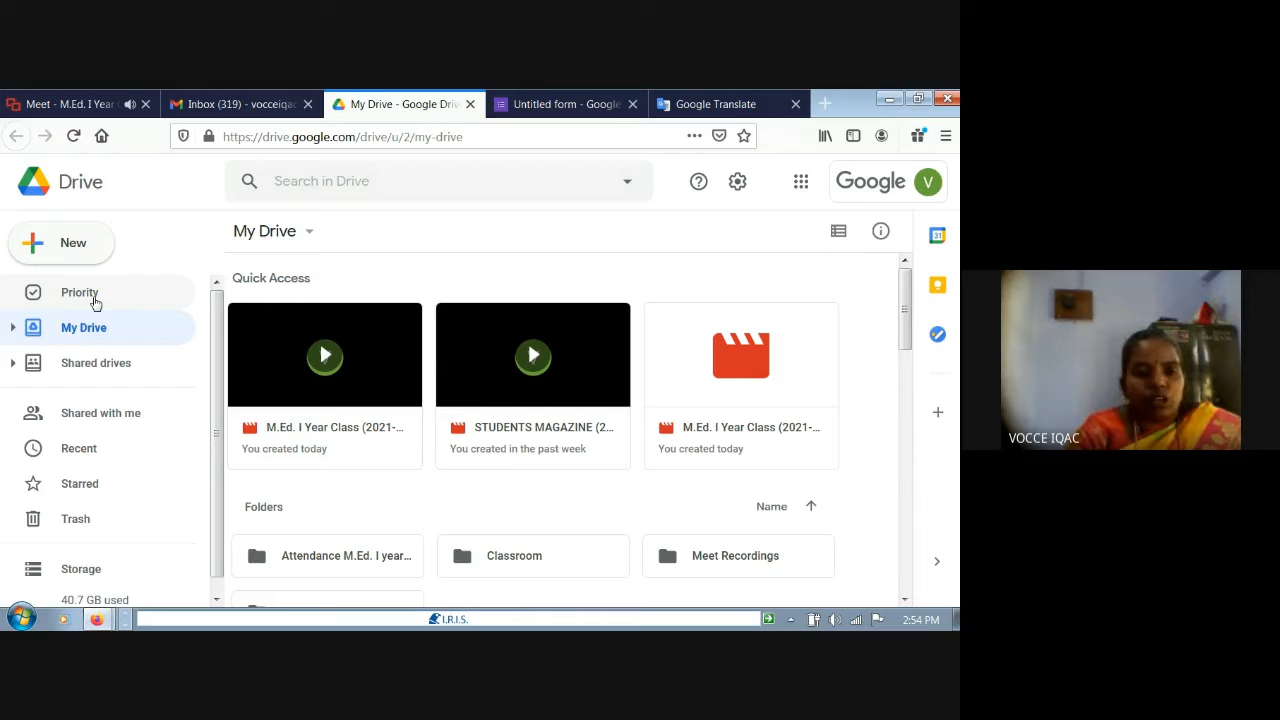 Meet - M.Ed. I Year
Inbox (319) - vocceiqac
My Drive - Google Driv
Untitled form - Google
Google Translate
https://drive.google.com/drive/u/2/my-drive
Drive
Search in Drive
Google
V
New
My Drive
Priority
Quick Access
My Drive
Shared drives
Shared with me
Recent
Starred
Trash
Storage
40.7 GB used
M.Ed. I Year Class (2021-...
You created today
STUDENTS MAGAZINE (2...
You created in the past week
M.Ed. I Year Class (2021-...
You created today
Folders
Name
Attendance M.Ed. I year...
Classroom
Meet Recordings
31
I.R.I.S.
2:54 PM
VOCCE IQAC